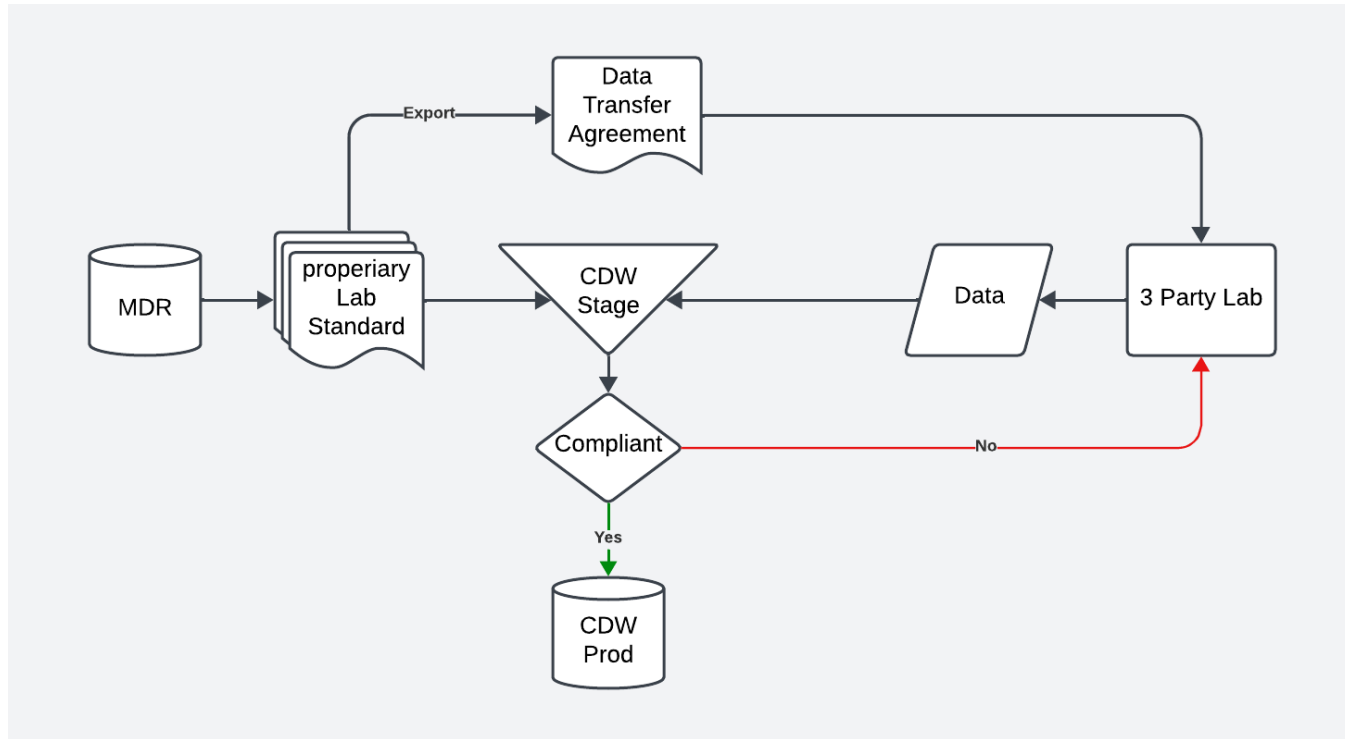 Data
Transfer
Agreement
Export
MDR
properiary
Lab
Standard
CDW
Stage
Data
3 Party Lab
Compliant
No
Yes
CDW
Prod